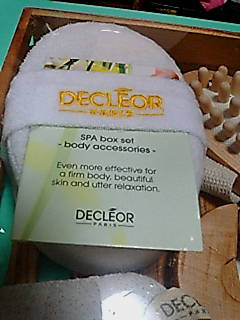 DECLÉOR
PARIS
SPA box set
- body accessories -
Even more effective for
a firm body, beautiful
skin and utter relaxation.
DECLÉOR
PARIS
DECLÉOR